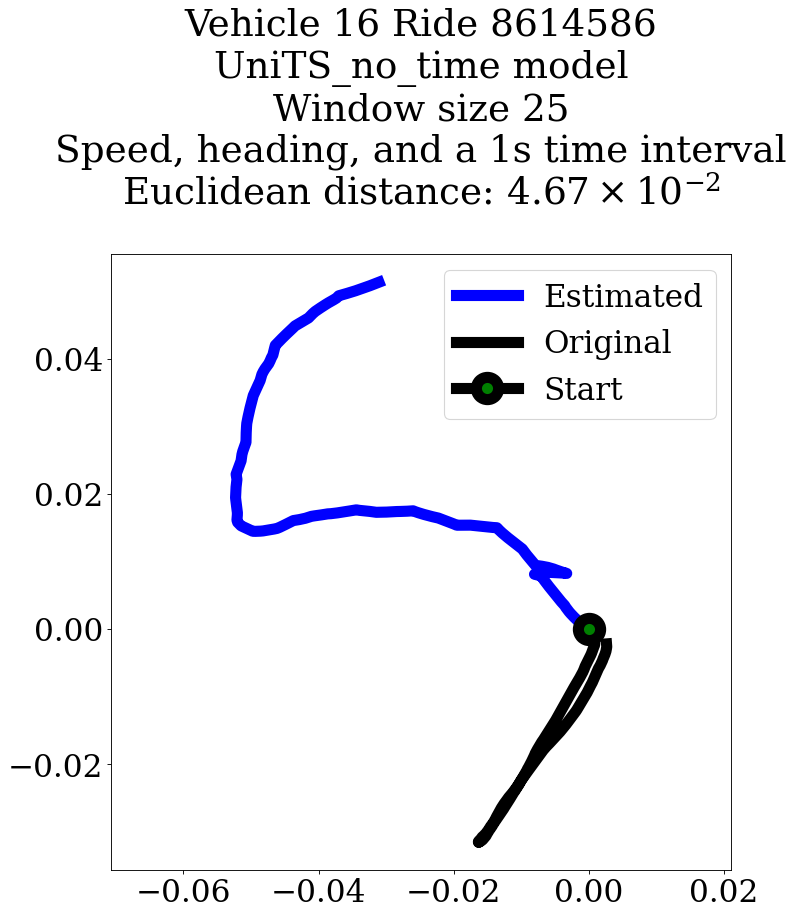 Vehicle 16 Ride 8614586
UniTS_no_time model
Window size 25
Speed, heading, and a 1s time interval
Euclidean distance: 4.67 × 10⁻²
Estimated
Original
Start
0.04
0.02
0.00
−0.02
−0.06 −0.04 −0.02 0.00 0.02